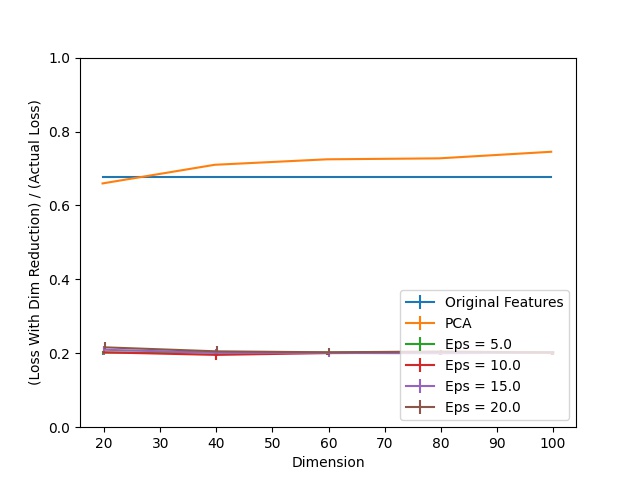 1.0
0.8
0.6
0.4
0.2
0.0
(Loss With Dim Reduction) / (Actual Loss)
Original Features
PCA
Eps = 5.0
Eps = 10.0
Eps = 15.0
Eps = 20.0
20 30 40 50 60 70 80 90 100
Dimension